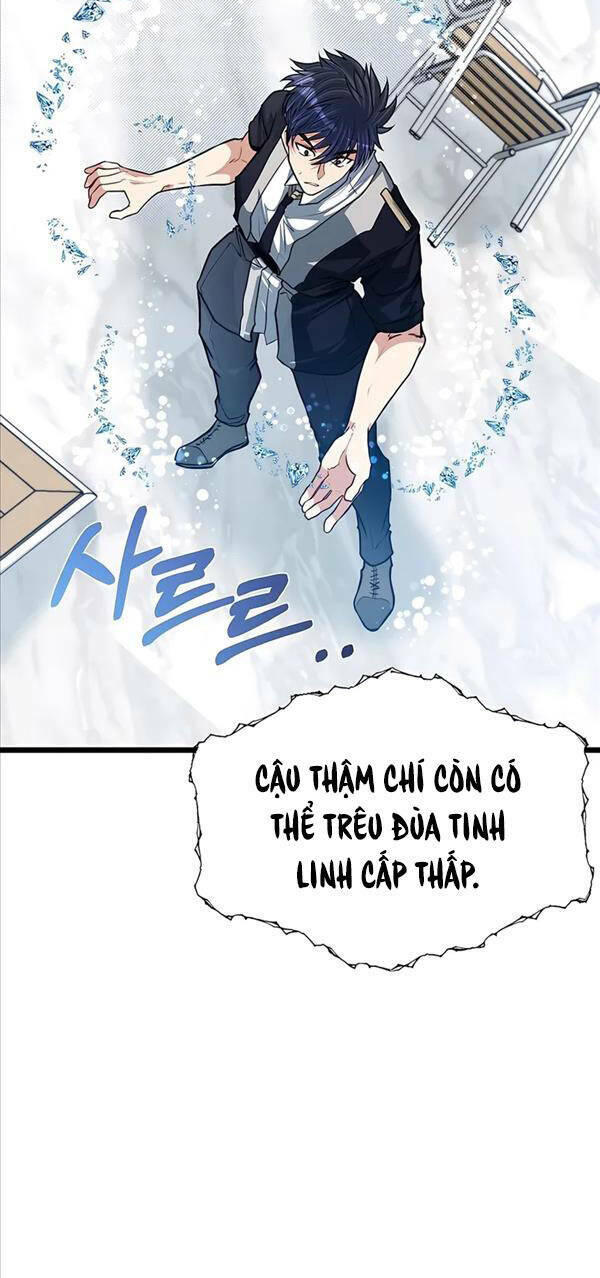 사르르..
CẬU THẬM CHÍ CÒN CÓ
THỂ TRÊU ĐÙA TINH
LINH CẤP THẤP.